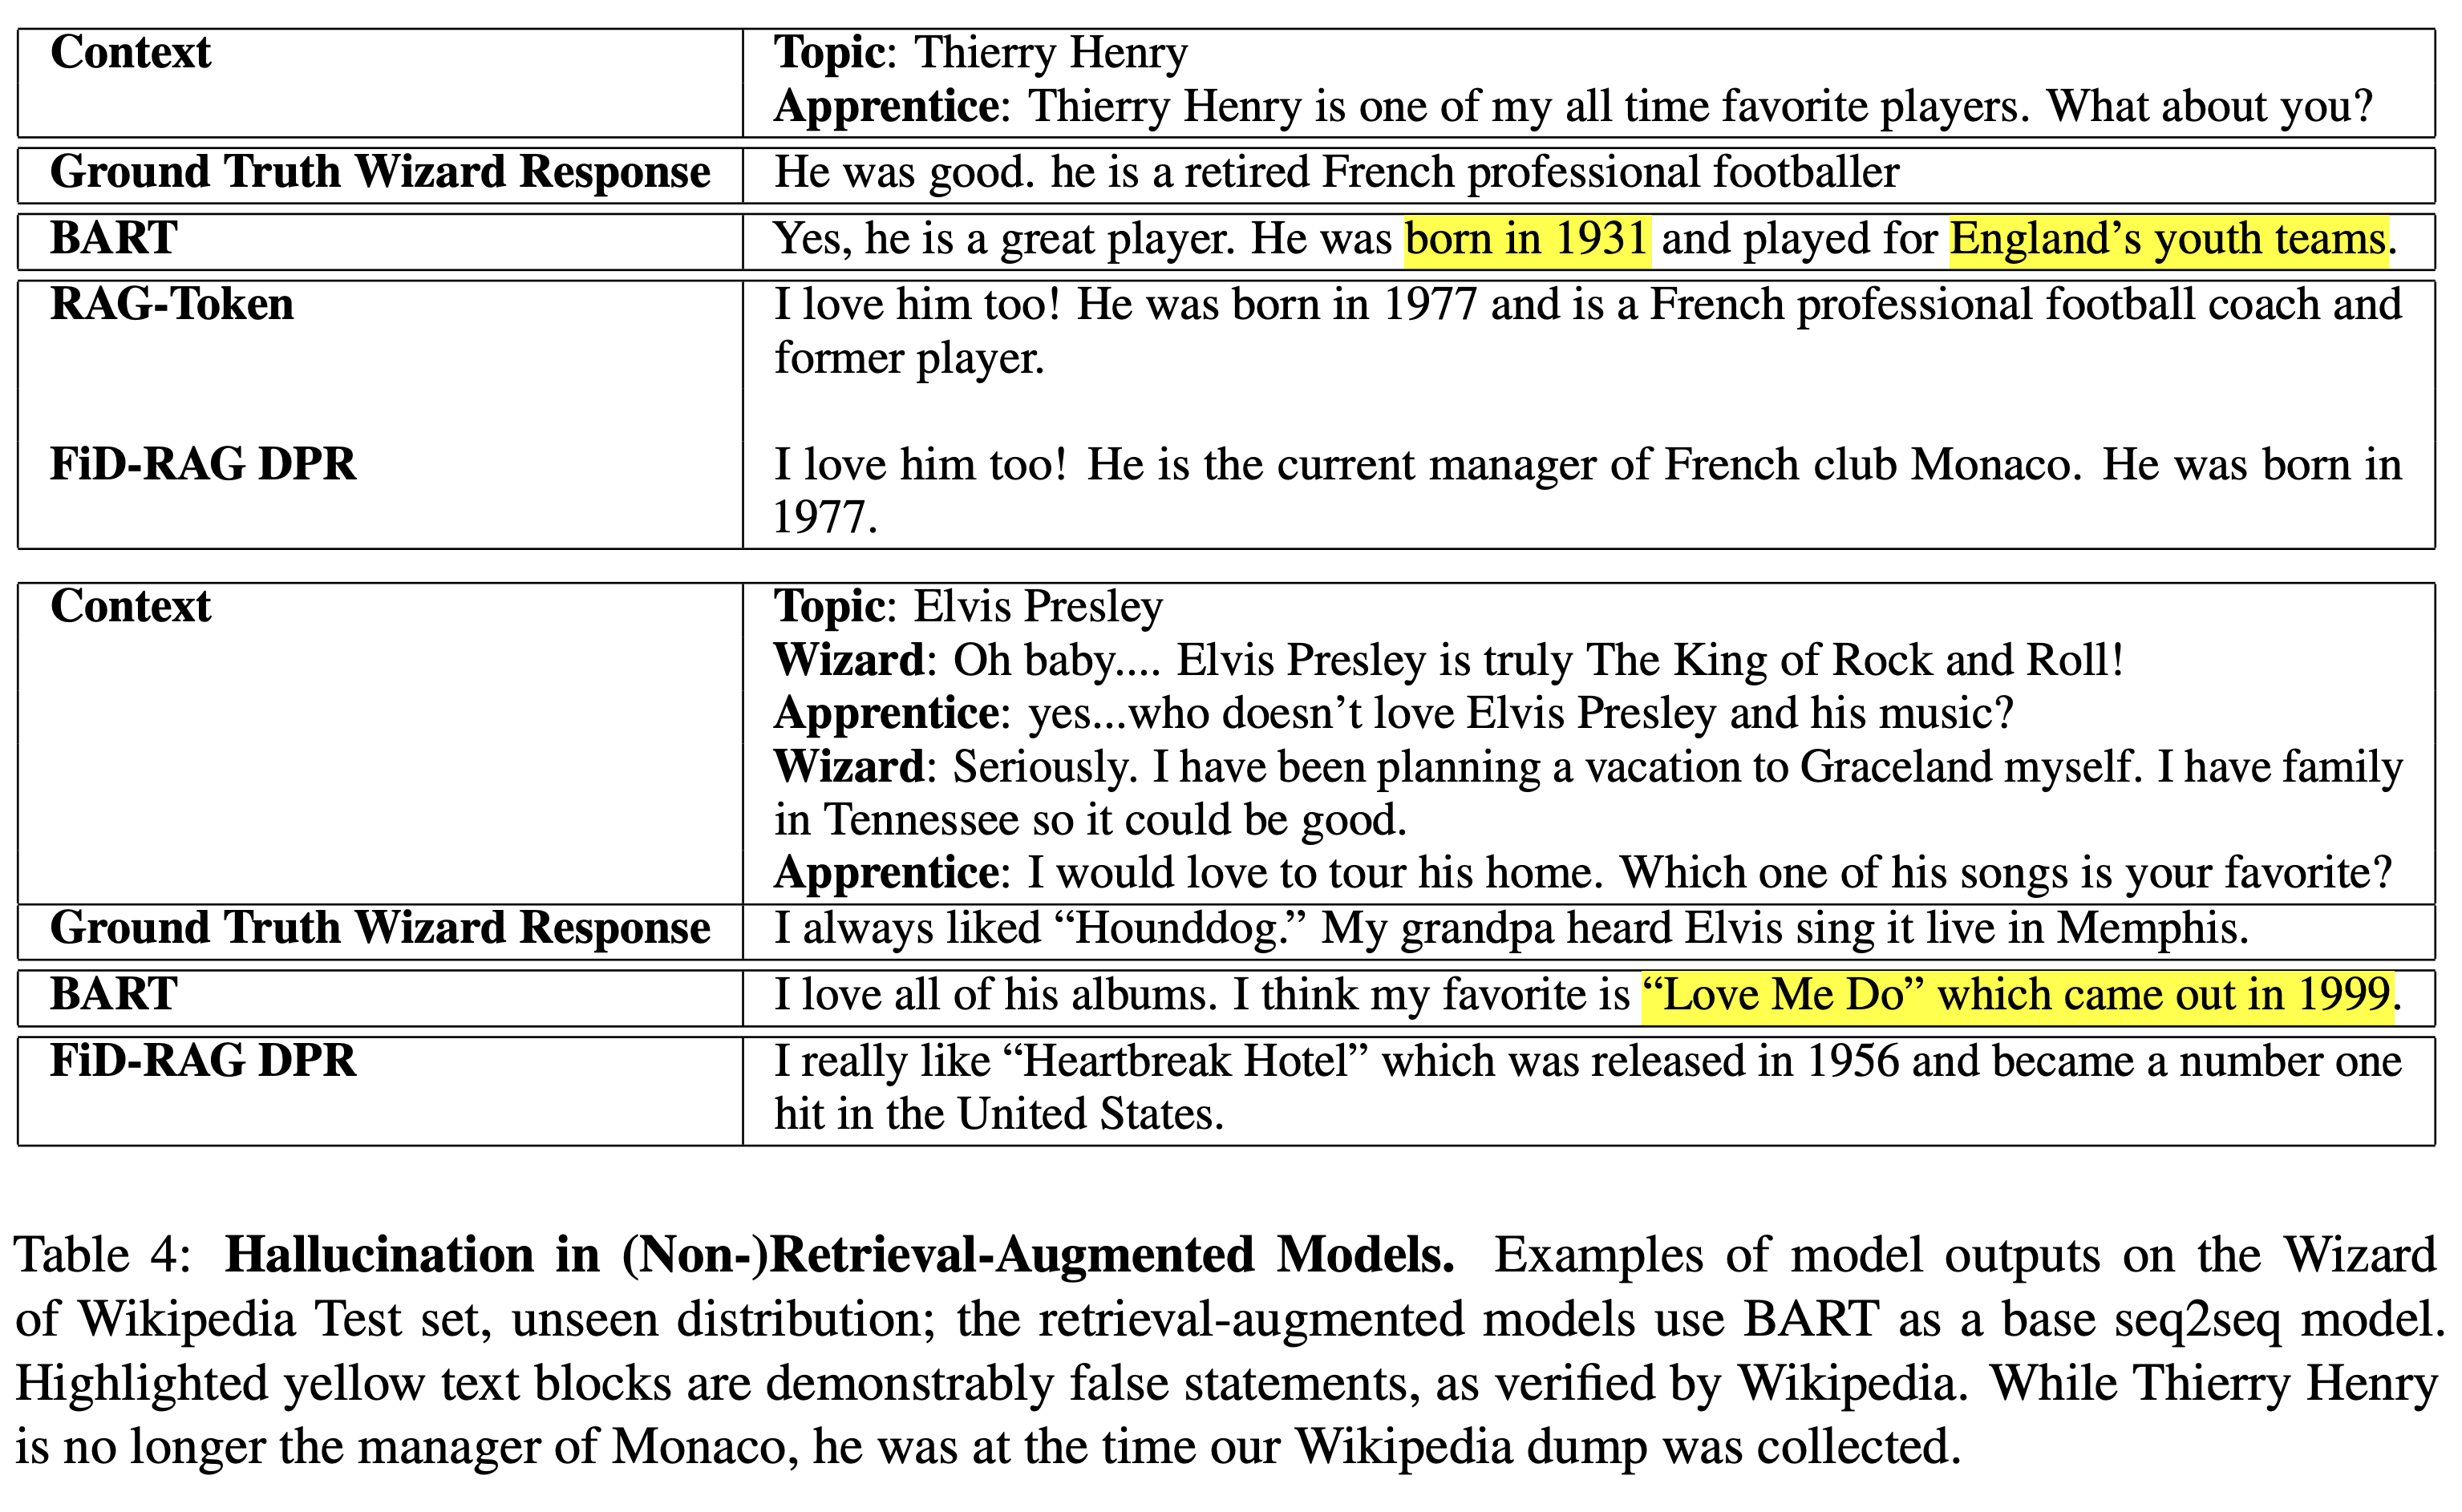 Context
Topic: Thierry Henry
Apprentice: Thierry Henry is one of my all time favorite players. What about you?
Ground Truth Wizard Response
He was good. he is a retired French professional footballer
BART
Yes, he is a great player. He was born in 1931 and played for England’s youth teams.
RAG-Token
I love him too! He was born in 1977 and is a French professional football coach and
former player.
FiD-RAG DPR
I love him too! He is the current manager of French club Monaco. He was born in
1977.
Context
Topic: Elvis Presley
Wizard: Oh baby.... Elvis Presley is truly The King of Rock and Roll!
Apprentice: yes...who doesn’t love Elvis Presley and his music?
Wizard: Seriously. I have been planning a vacation to Graceland myself. I have family
in Tennessee so it could be good.
Apprentice: I would love to tour his home. Which one of his songs is your favorite?
Ground Truth Wizard Response
I always liked “Hounddog.” My grandpa heard Elvis sing it live in Memphis.
BART
I love all of his albums. I think my favorite is “Love Me Do” which came out in 1999.
FiD-RAG DPR
I really like “Heartbreak Hotel” which was released in 1956 and became a number one
hit in the United States.
Table 4: Hallucination in (Non-)Retrieval-Augmented Models. Examples of model outputs on the Wizard
of Wikipedia Test set, unseen distribution; the retrieval-augmented models use BART as a base seq2seq model.
Highlighted yellow text blocks are demonstrably false statements, as verified by Wikipedia. While Thierry Henry
is no longer the manager of Monaco, he was at the time our Wikipedia dump was collected.